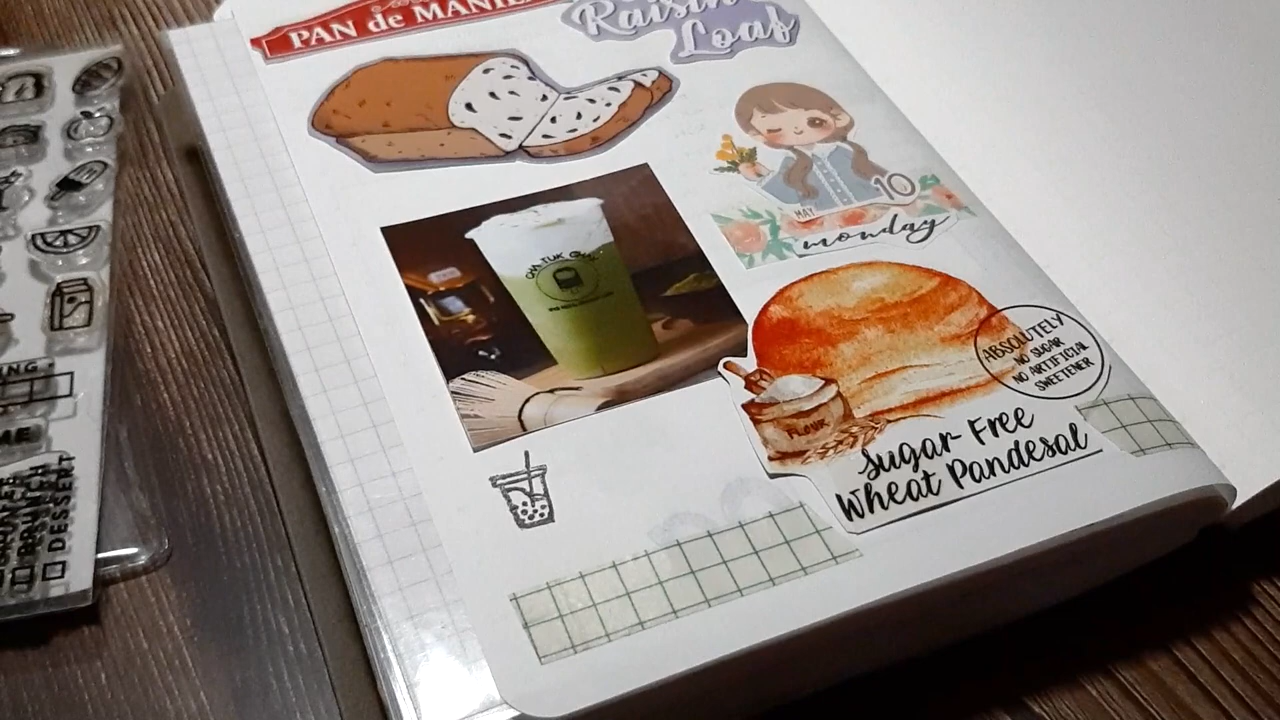 PAN de MANILA
Raisin
Loaf
10
MAY
monday
ABSOLUTELY
NO SUGAR
NO ARTIFICIAL
SWEETENER
FLOUR
Sugar Free
Wheat Pandesal
BRUNCH
DESSERT